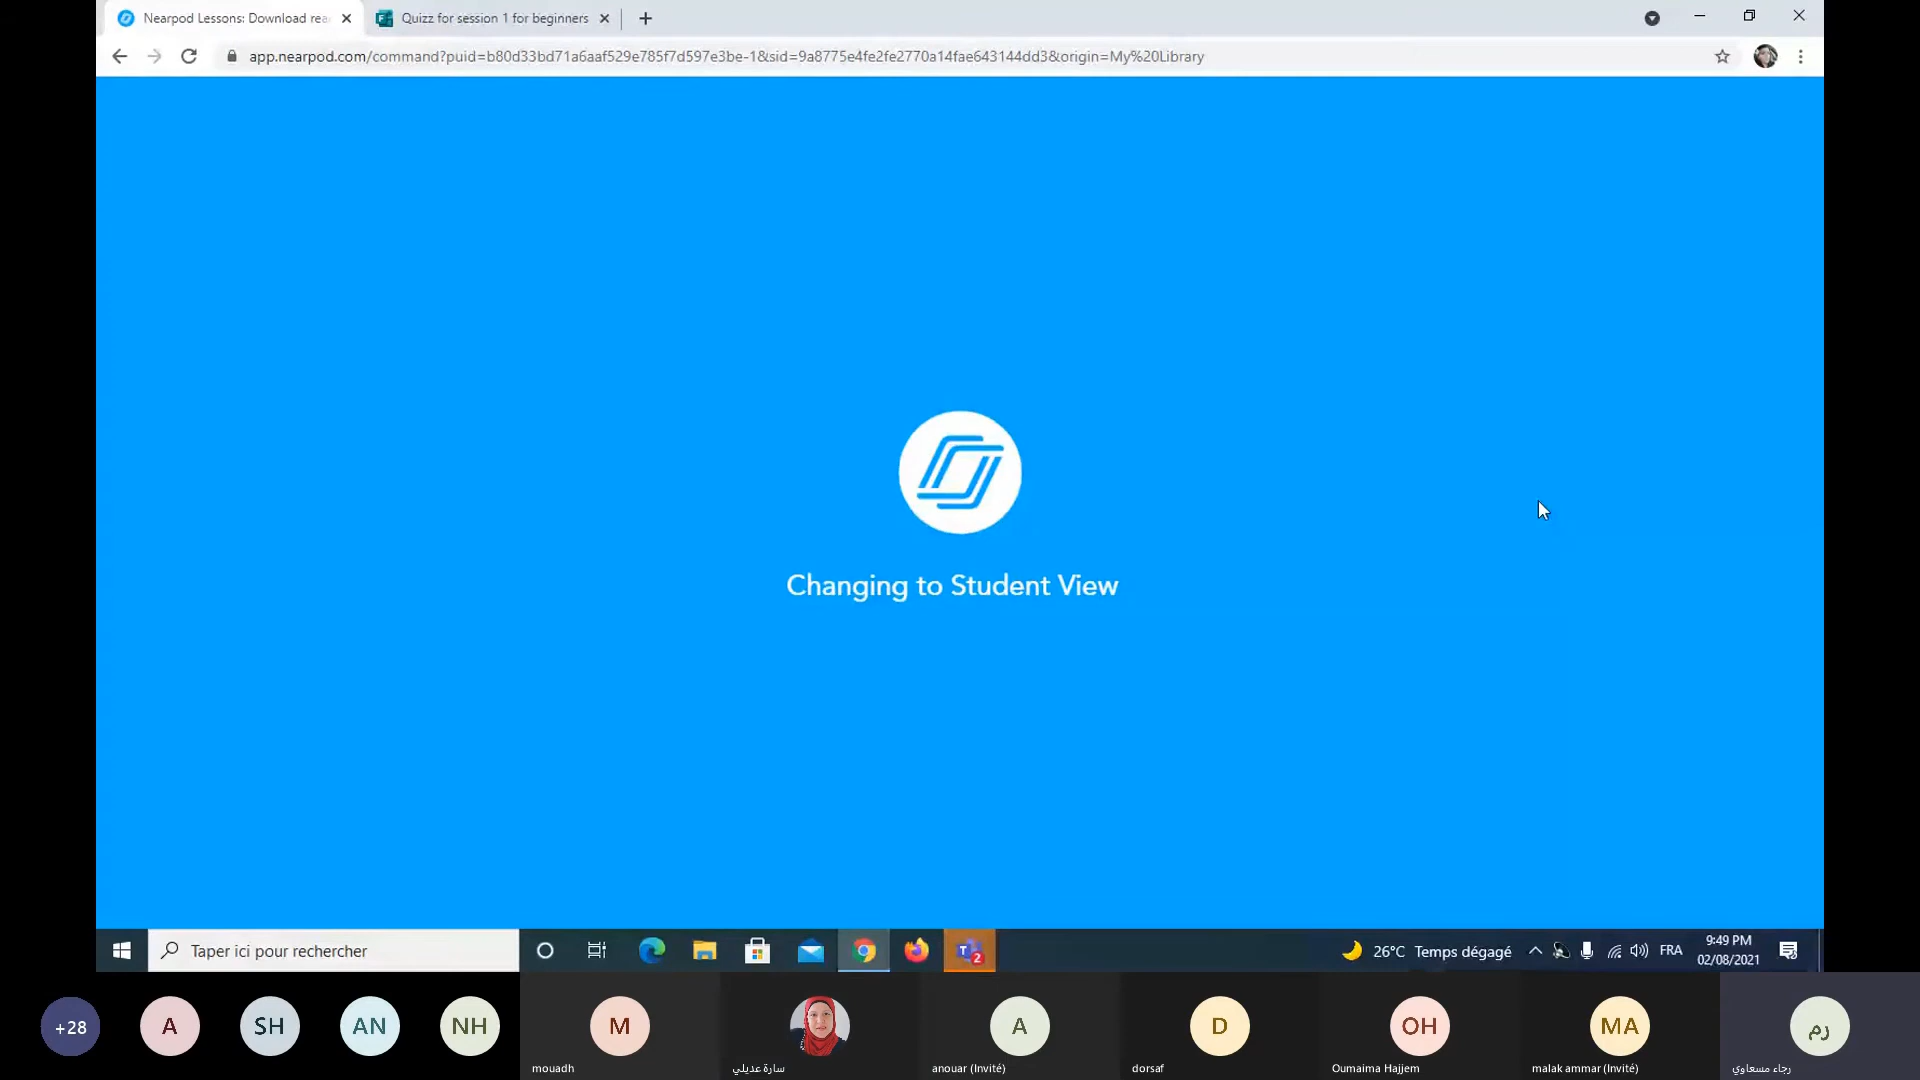 Nearpod Lessons: Download rea
Quizz for session 1 for beginners
app.nearpod.com/command?puid=b80d33bd71a6aaf529e785f7d597e3be-1&sid=9a8775e4fe2fe2770a14fae643144dd3&origin=My%20Library
Changing to Student View
Taper ici pour rechercher
2
26°C Temps dégagé
FRA
9:49 PM
02/08/2021
+28
A
SH
AN
NH
M
A
D
OH
MA
رم
mouadh
سارة عديلي
anouar (Invité)
dorsaf
Oumaima Hajjem
malak ammar (Invité)
رجاء مسعاوي